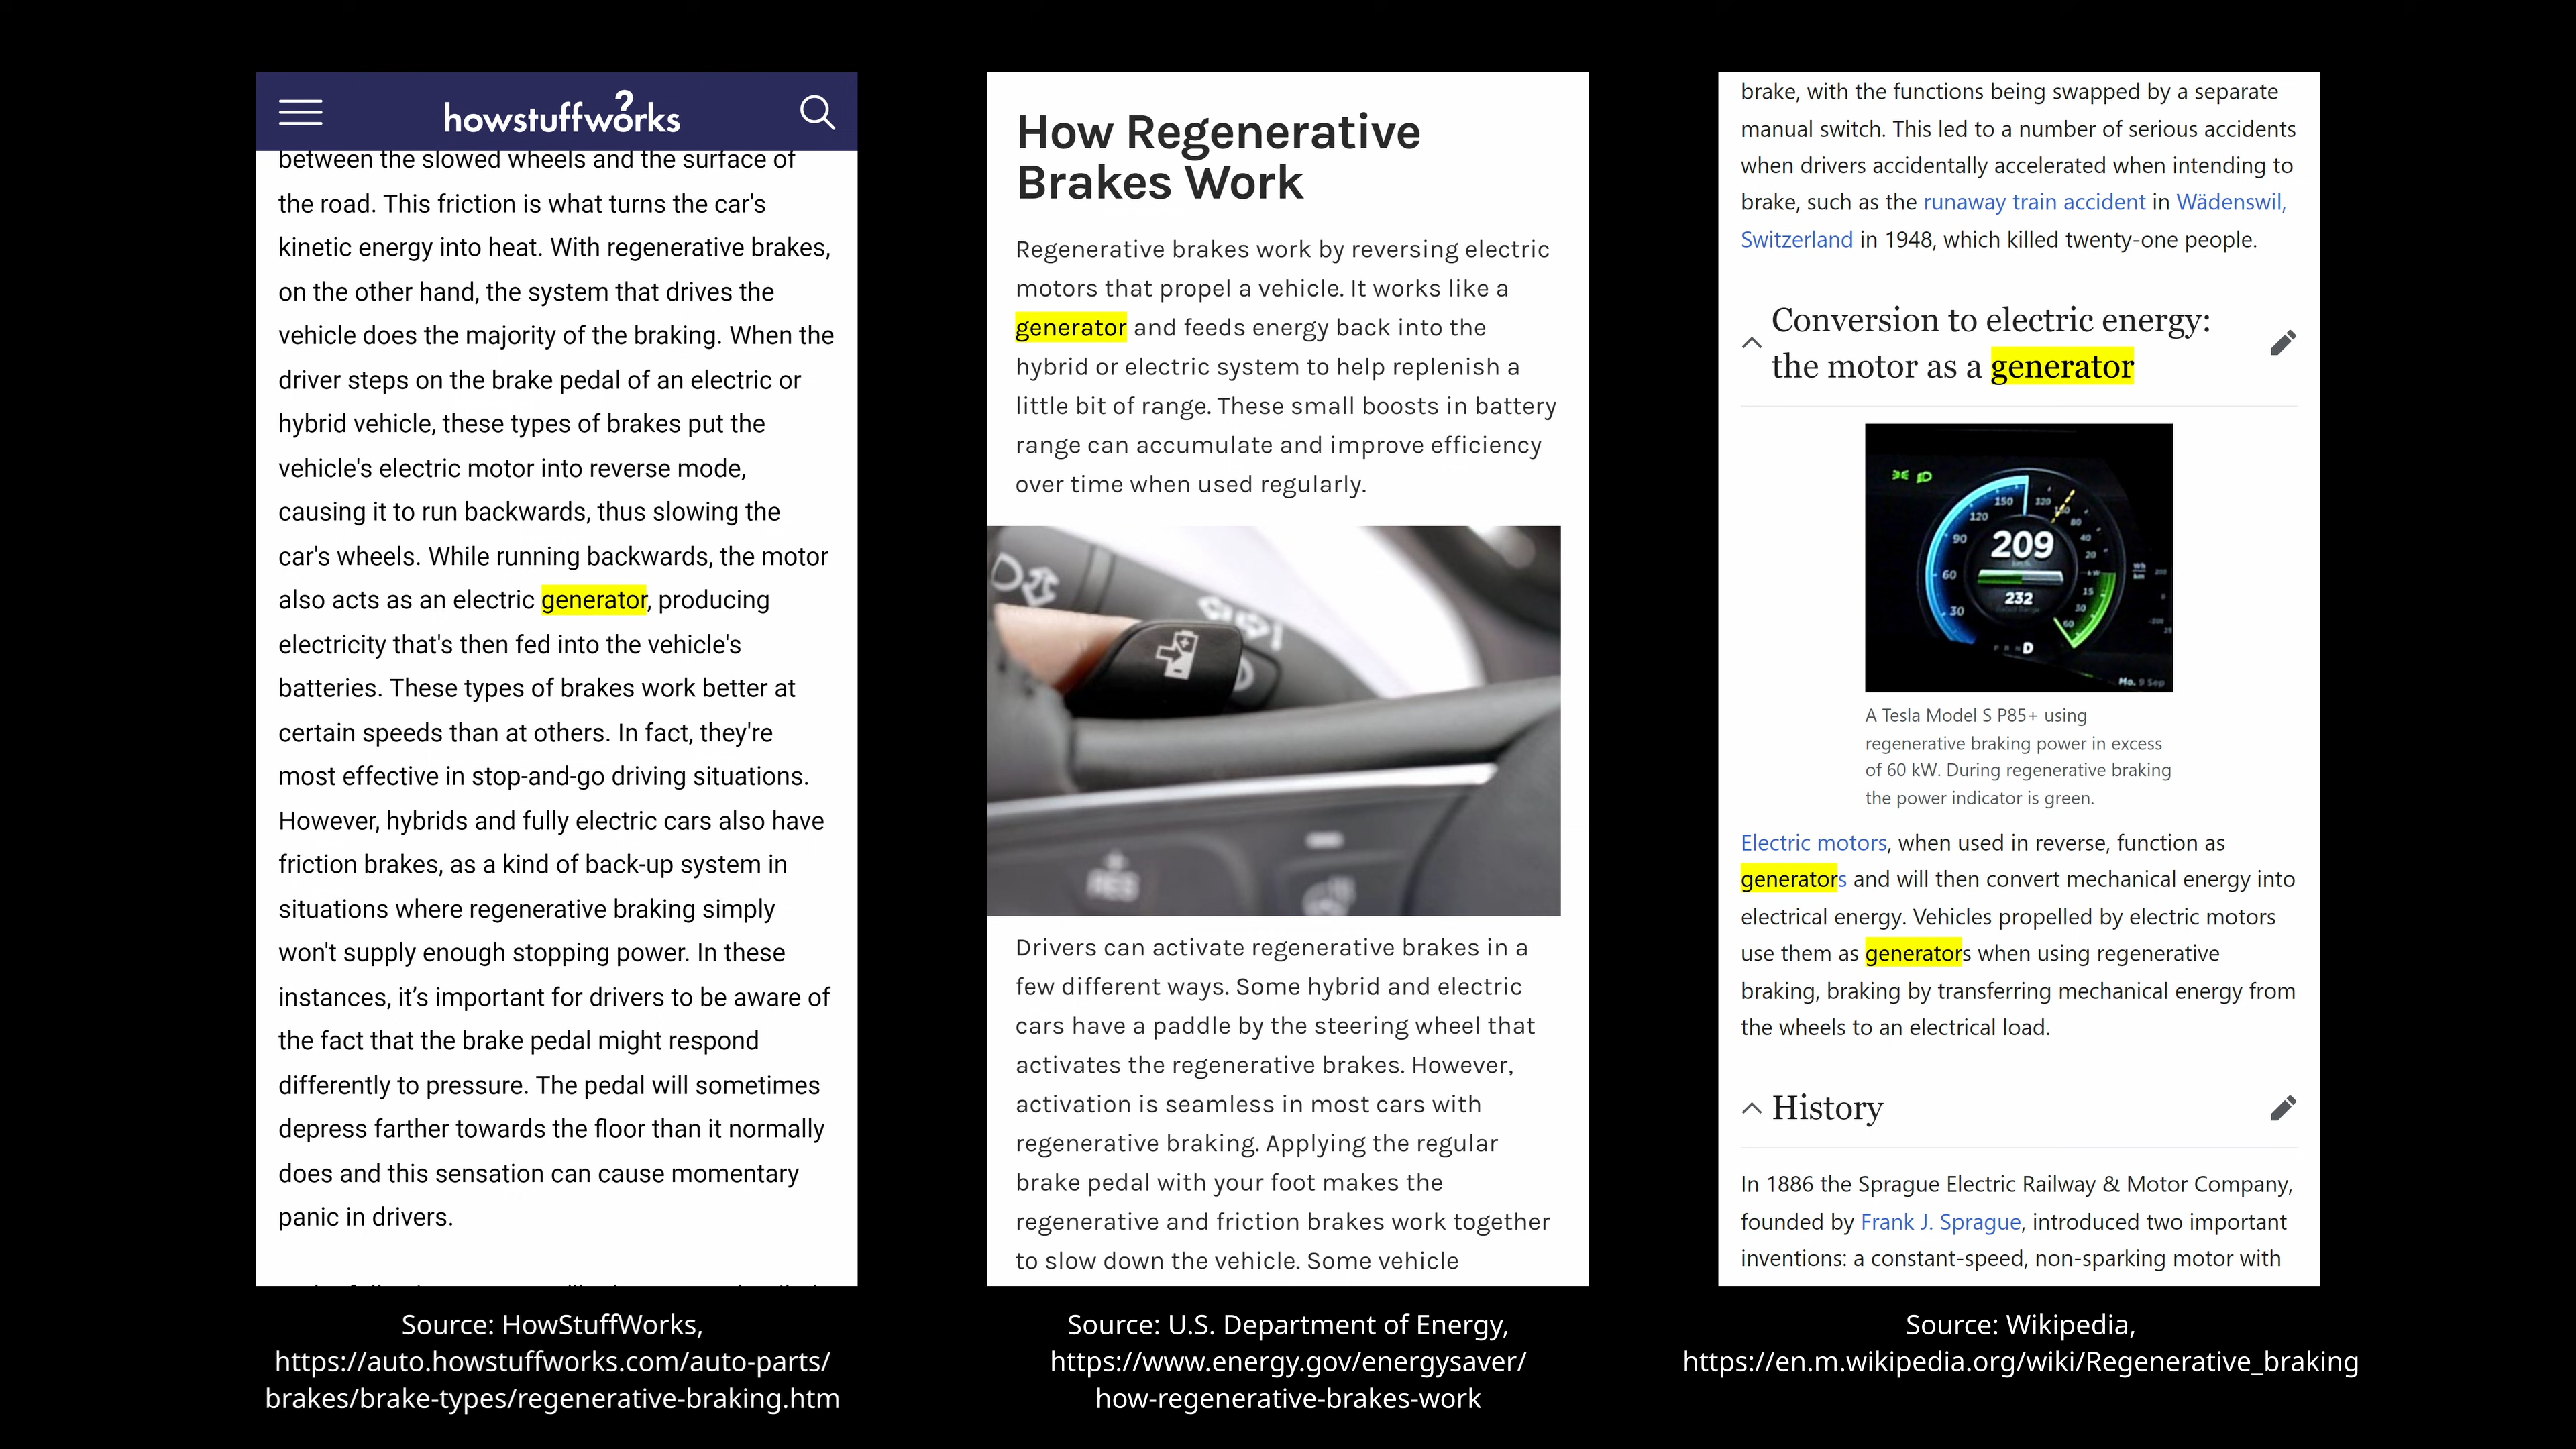 howstuffworks
between the slowed wheels and the surface of
the road. This friction is what turns the car's
kinetic energy into heat. With regenerative brakes,
on the other hand, the system that drives the
vehicle does the majority of the braking. When the
driver steps on the brake pedal of an electric or
hybrid vehicle, these types of brakes put the
vehicle's electric motor into reverse mode,
causing it to run backwards, thus slowing the
car's wheels. While running backwards, the motor
also acts as an electric generator, producing
electricity that's then fed into the vehicle's
batteries. These types of brakes work better at
certain speeds than at others. In fact, they're
most effective in stop-and-go driving situations.
However, hybrids and fully electric cars also have
friction brakes, as a kind of back-up system in
situations where regenerative braking simply
won't supply enough stopping power. In these
instances, it’s important for drivers to be aware of
the fact that the brake pedal might respond
differently to pressure. The pedal will sometimes
depress farther towards the floor than it normally
does and this sensation can cause momentary
panic in drivers.
Source: HowStuffWorks,
https://auto.howstuffworks.com/auto-parts/
brakes/brake-types/regenerative-braking.htm
How Regenerative
Brakes Work
Regenerative brakes work by reversing electric
motors that propel a vehicle. It works like a
generator and feeds energy back into the
hybrid or electric system to help replenish a
little bit of range. These small boosts in battery
range can accumulate and improve efficiency
over time when used regularly.
RES
Drivers can activate regenerative brakes in a
few different ways. Some hybrid and electric
cars have a paddle by the steering wheel that
activates the regenerative brakes. However,
activation is seamless in most cars with
regenerative braking. Applying the regular
brake pedal with your foot makes the
regenerative and friction brakes work together
to slow down the vehicle. Some vehicle
Source: U.S. Department of Energy,
https://www.energy.gov/energysaver/
how-regenerative-brakes-work
brake, with the functions being swapped by a separate
manual switch. This led to a number of serious accidents
when drivers accidentally accelerated when intending to
brake, such as the runaway train accident in Wädenswil,
Switzerland in 1948, which killed twenty-one people.
Conversion to electric energy:
the motor as a generator
150 320
120 80
90 209 40
20
60
232 15
30 30
60
D
Mo. 9 Sep
A Tesla Model S P85+ using
regenerative braking power in excess
of 60 kW. During regenerative braking
the power indicator is green.
Electric motors, when used in reverse, function as
generators and will then convert mechanical energy into
electrical energy. Vehicles propelled by electric motors
use them as generators when using regenerative
braking, braking by transferring mechanical energy from
the wheels to an electrical load.
History
In 1886 the Sprague Electric Railway & Motor Company,
founded by Frank J. Sprague, introduced two important
inventions: a constant-speed, non-sparking motor with
Source: Wikipedia,
https://en.m.wikipedia.org/wiki/Regenerative_braking